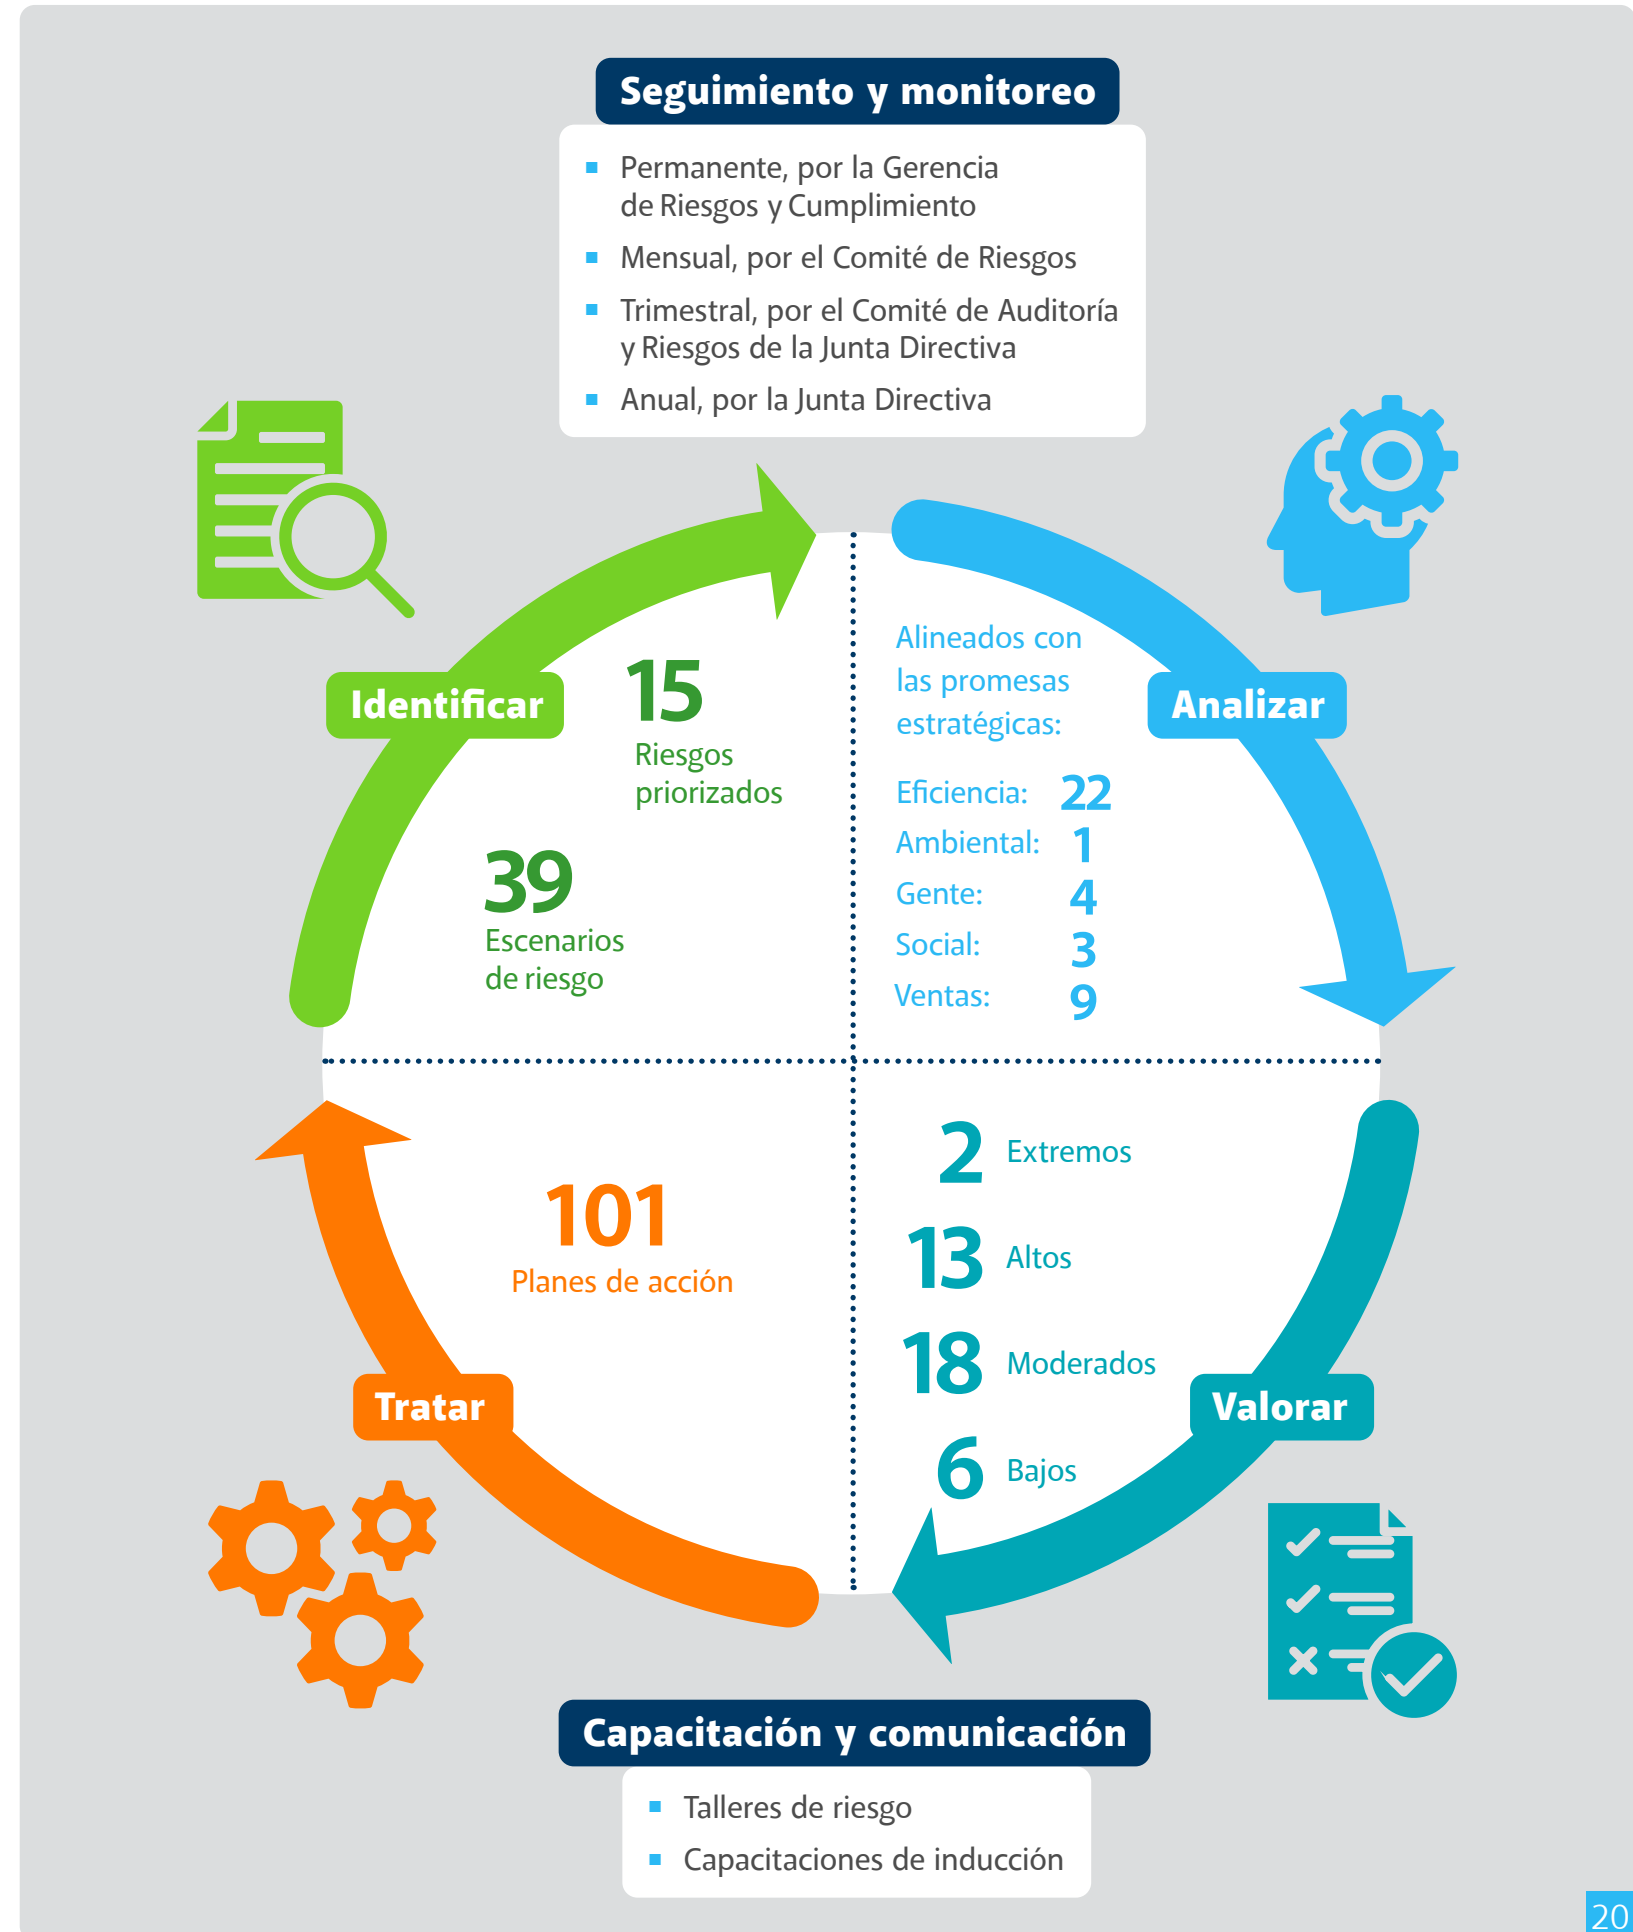 Seguimiento y monitoreo
Permanente, por la Gerencia
de Riesgos y Cumplimiento
Mensual, por el Comité de Riesgos
Trimestral, por el Comité de Auditoría
y Riesgos de la Junta Directiva
Anual, por la Junta Directiva
Identificar
15
Riesgos
priorizados
39
Escenarios
de riesgo
Analizar
Alineados con
las promesas
estratégicas:
Eficiencia: 22
Ambiental: 1
Gente: 4
Social: 3
Ventas: 9
Tratar
101
Planes de acción
Valorar
2 Extremos
13 Altos
18 Moderados
6 Bajos
Capacitación y comunicación
Talleres de riesgo
Capacitaciones de inducción
20